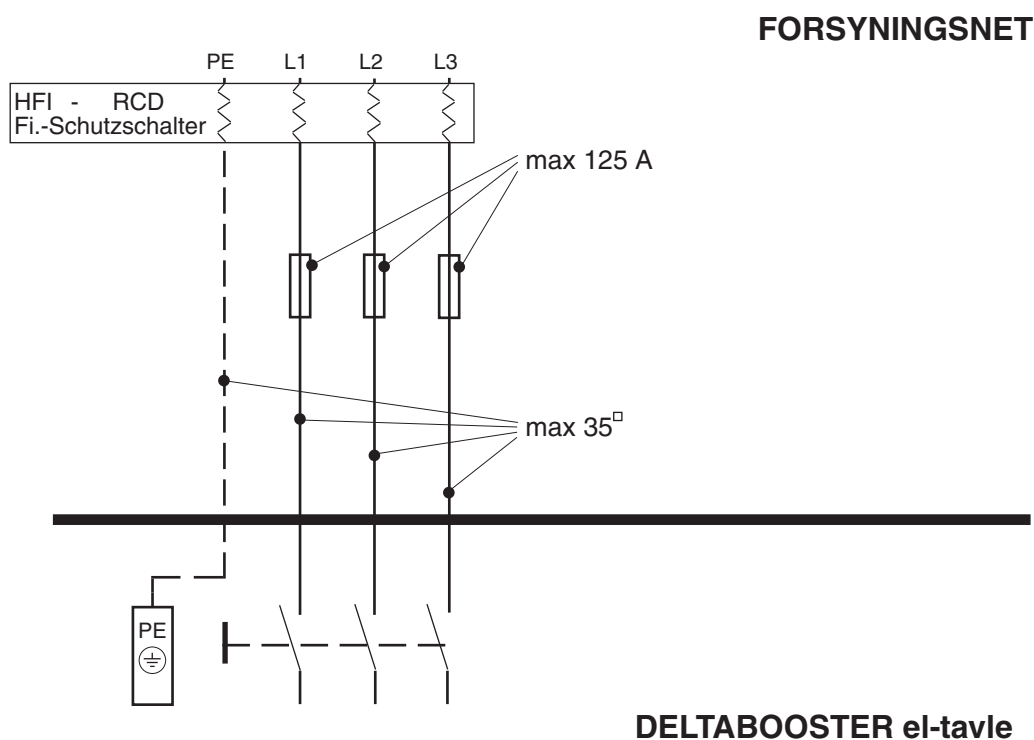 FORSYNINGSNET
PE L1 L2 L3
HFI - RCD
Fi.-Schutzschalter
max 125 A
max 35□
PE
DELTABOOSTER el-tavle